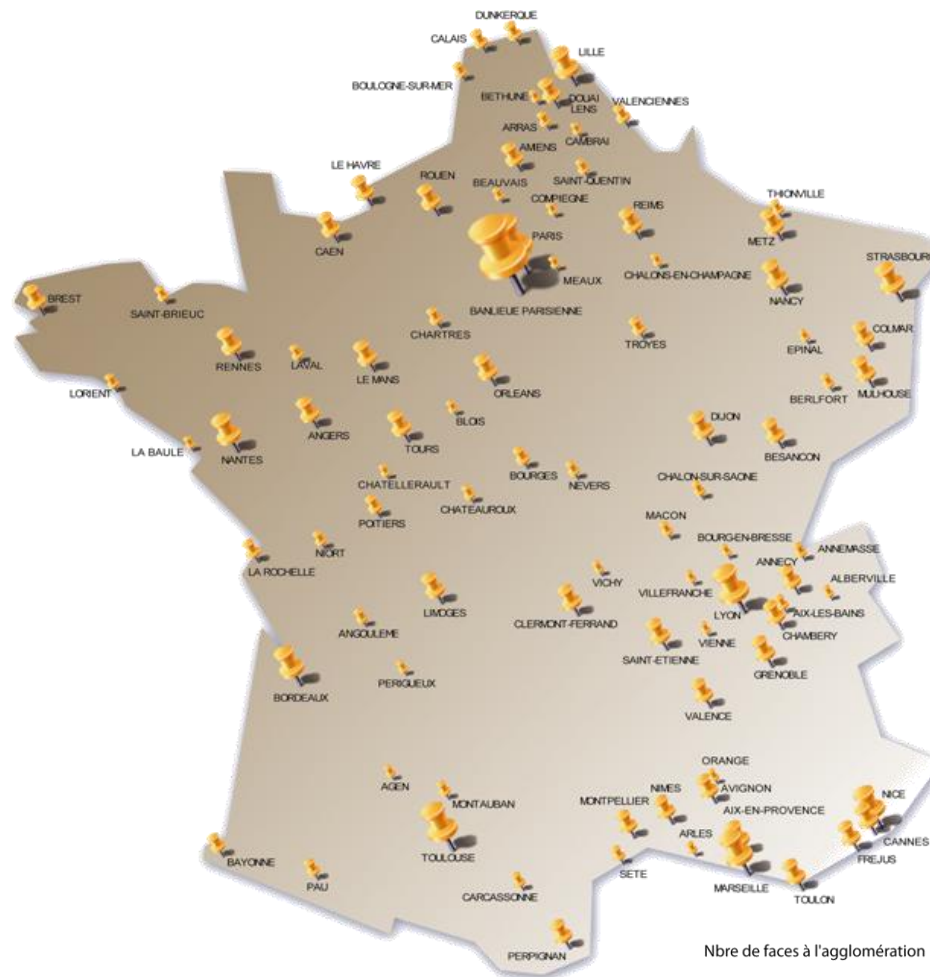 DUNKERQUE
CALAIS
LILLE
BOULOGNE-SUR-MER
BETHUNE
DOUAI
LENS
VALENCIENNES
ARRAS
CAMBRAI
AMIENS
LE HAVRE
ROUEN
BEAUVAIS
SAINT-QUENTIN
COMPIEGNE
THIONVILLE
REIMS
PARIS
METZ
CAEN
STRASBOUR
MEAUX
CHALONS-EN-CHAMPAGNE
NANCY
BREST
SAINT-BRIEUC
BANLIEUE PARISIENNE
CHARTRES
TROYES
COLMAR
EPINAL
RENNES
LAVAL
LE MANS
ORLEANS
LORIENT
BERLFORT
MULHOUSE
BLOIS
DIJON
ANGERS
TOURS
LA BAULE
NANTES
BESANCON
BOURGES
NEVERS
CHALON-SUR-SAONE
CHATELLERAULT
CHATEAUROUX
POITIERS
MACON
BOURG-EN-BRESSE
ANNEMASSE
NIORT
LA ROCHELLE
ANNECY
VICHY
VILLEFRANCHE
ALBERVILLE
LIMOGES
LYON
AIX-LES-BAINS
ANGOULEME
CLERMONT-FERRAND
CHAMBERY
VIENNE
SAINT-ETIENNE
GRENOBLE
BORDEAUX
PERIGUEUX
VALENCE
ORANGE
AGEN
NIMES
AVIGNON
MONTAUBAN
MONTPELLIER
AIX-EN-PROVENCE
NICE
ARLES
CANNES
TOULOUSE
FREJUS
BAYONNE
SETE
PAU
MARSEILLE
CARCASSONNE
TOULON
PERPIGNAN
Nbre de faces à l'agglomération